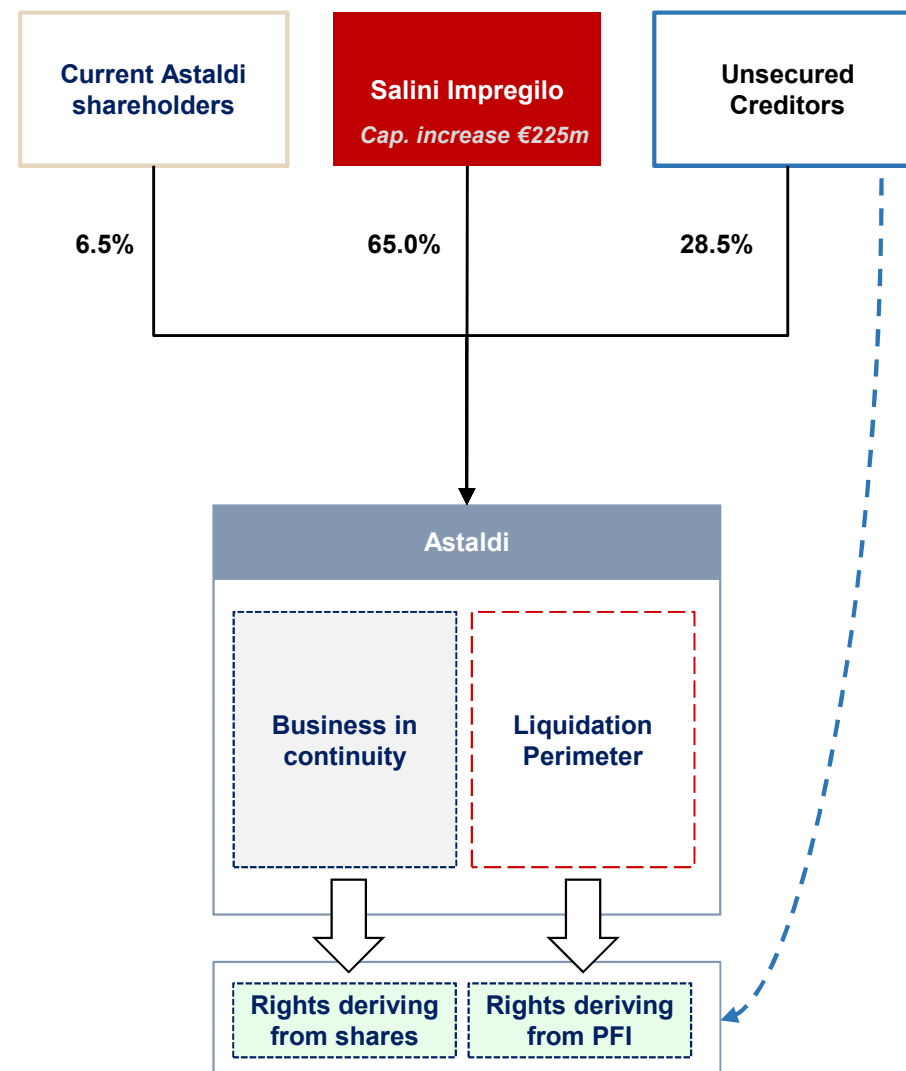 Current Astaldi
shareholders
Salini Impregilo
Cap. increase €225m
Unsecured
Creditors
6.5%
65.0%
28.5%
Astaldi
Business in
continuity
Liquidation
Perimeter
Rights deriving
from shares
Rights deriving
from PFI